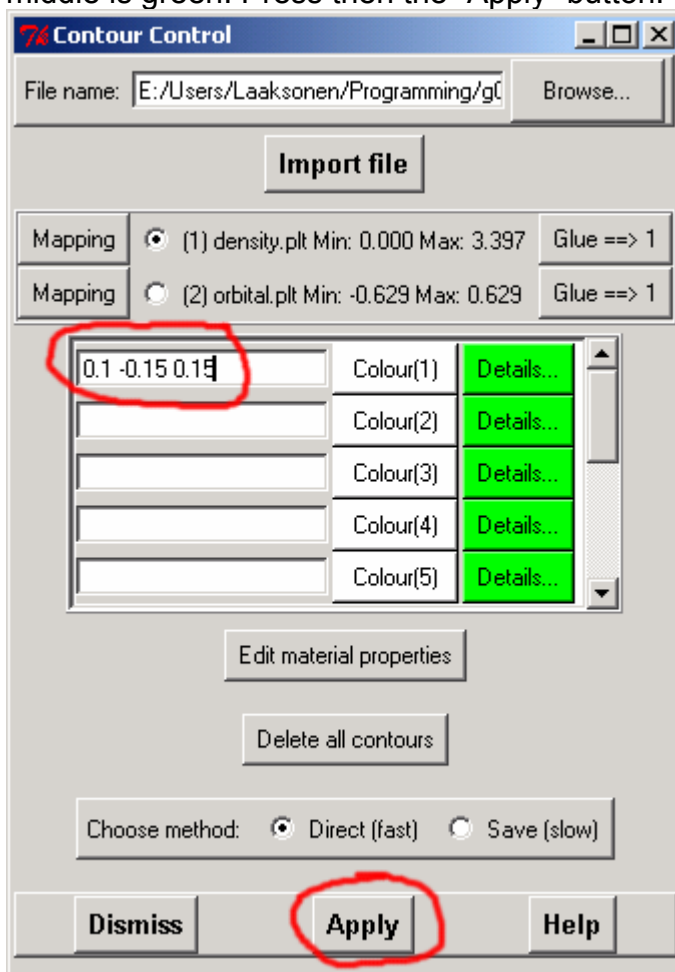 middle is green. Press then the "Apply" button.
Contour Control
File name: E:/Users/Laaksonen/Programming/g0 Browse...
Import file
Mapping (1) density.plt Min: 0.000 Max: 3.397 Glue ==> 1
Mapping (2) orbital.plt Min: -0.629 Max: 0.629 Glue ==> 1
0.1 -0.15 0.15 Colour(1) Details...
Colour(2) Details...
Colour(3) Details...
Colour(4) Details...
Colour(5) Details...
Edit material properties
Delete all contours
Choose method: Direct (fast) Save (slow)
Dismiss Apply Help